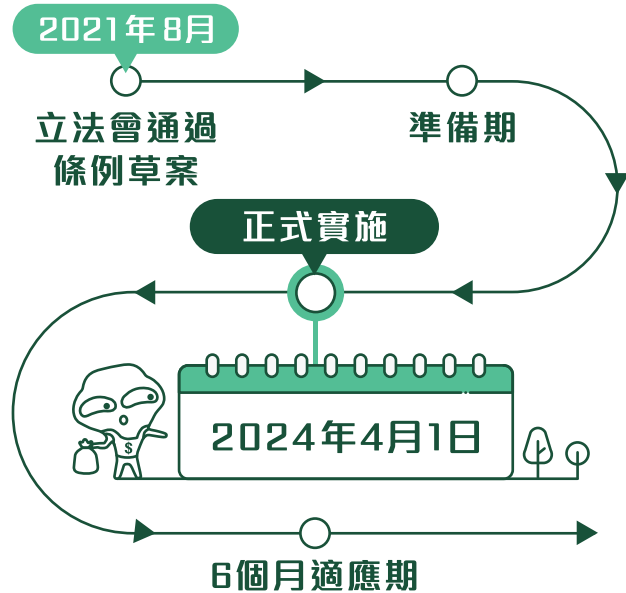 2021年8月
立法會通過
條例草案
準備期
正式實施
$
2024年4月1日
6個月適應期